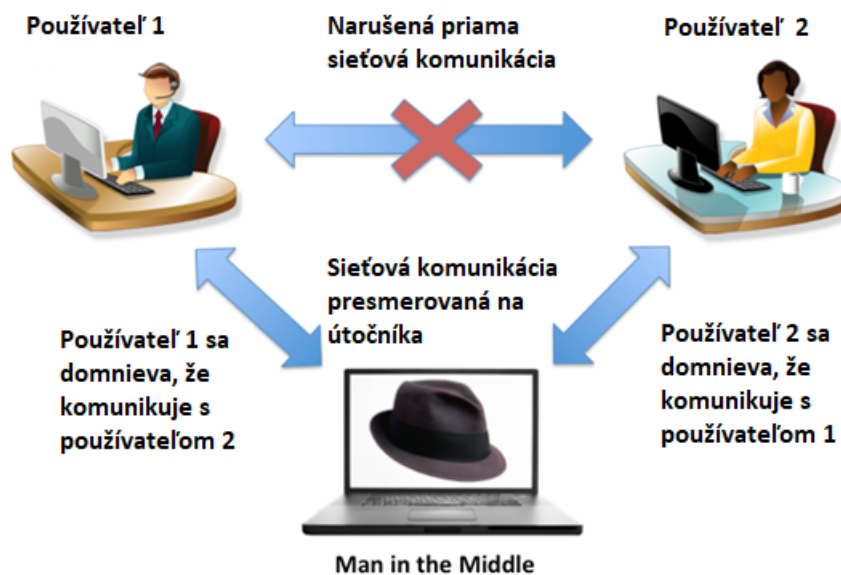 Používateľ 1
Narušená priama
sieťová komunikácia
Používateľ 2
Sieťová komunikácia
presmerovaná na
útočníka
Používateľ 1 sa
domnieva, že
komunikuje s
používateľom 2
Používateľ 2 sa
domnieva, že
komunikuje s
používateľom 1
Man in the Middle